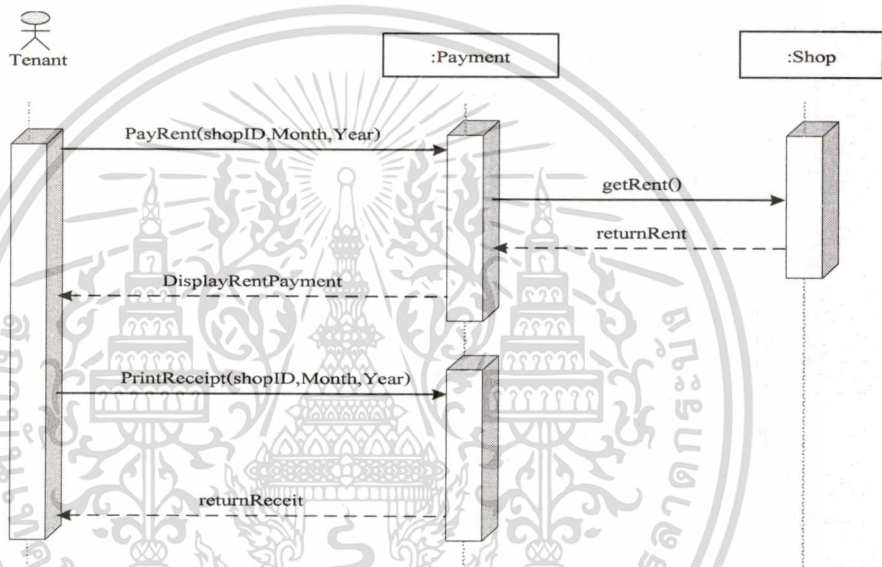 Tenant
:Payment
:Shop
PayRent(shopID,Month,Year)
getRent()
returnRent
DisplayRentPayment
PrintReceipt(shopID,Month,Year)
returnReceit